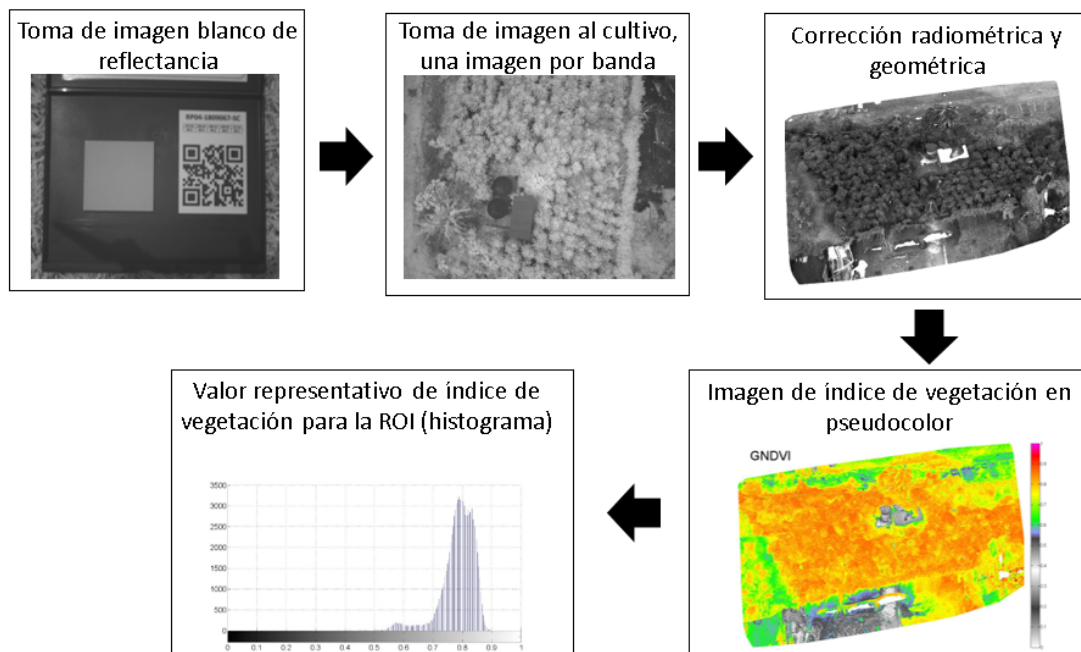 Toma de imagen blanco de
reflectancia
RP04-1809067-SC
Toma de imagen al cultivo,
una imagen por banda
Corrección radiométrica y
geométrica
Imagen de índice de vegetación en
pseudocolor
GNDVI
Valor representativo de índice de
vegetación para la ROI (histograma)
3500
3000
2500
2000
1500
1000
500
0
0 0.1 0.2 0.3 0.4 0.5 0.6 0.7 0.8 0.9 1